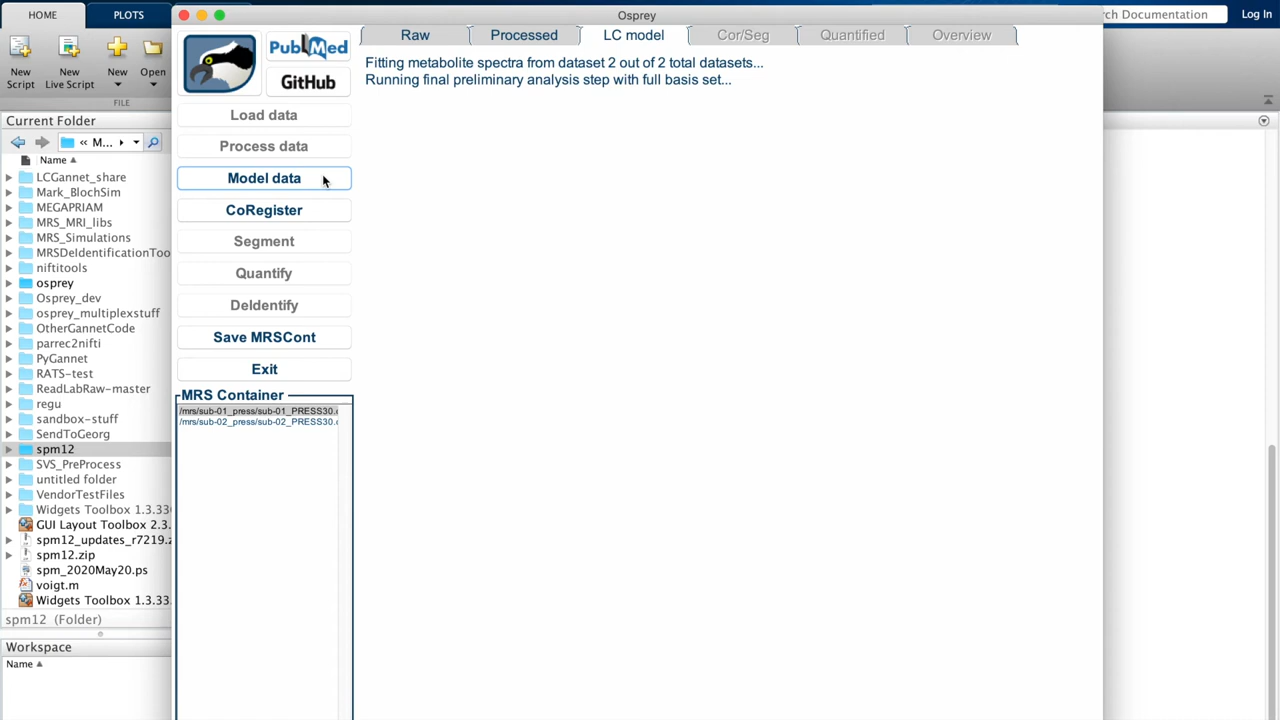 HOME
PLOTS
Osprey
rch Documentation
Log In
New
Script
New
Live Script
New
Open
FILE
PubMed
GitHub
Raw
Processed
LC model
Cor/Seg
Quantified
Overview
Fitting metabolite spectra from dataset 2 out of 2 total datasets...
Running final preliminary analysis step with full basis set...
Load data
Process data
Model data
CoRegister
Segment
Quantify
DeIdentify
Save MRSCont
Exit
MRS Container
/mrs/sub-01_press/sub-01_PRESS30.
/mrs/sub-02_press/sub-02_PRESS30.
Current Folder
« M...
Name
LCGannet_share
Mark_BlochSim
MEGAPRIAM
MRS_MRI_libs
MRS_Simulations
MRSDeIdentificationToo
niftitools
osprey
Osprey_dev
osprey_multiplexstuff
OtherGannetCode
parrec2nifti
PyGannet
RATS-test
ReadLabRaw-master
regu
sandbox-stuff
SendToGeorg
spm12
SVS_PreProcess
untitled folder
VendorTestFiles
Widgets Toolbox 1.3.33
GUI Layout Toolbox 2.3.
spm12_updates_r7219.z
spm12.zip
spm_2020May20.ps
voigt.m
Widgets Toolbox 1.3.33.
spm12 (Folder)
Workspace
Name